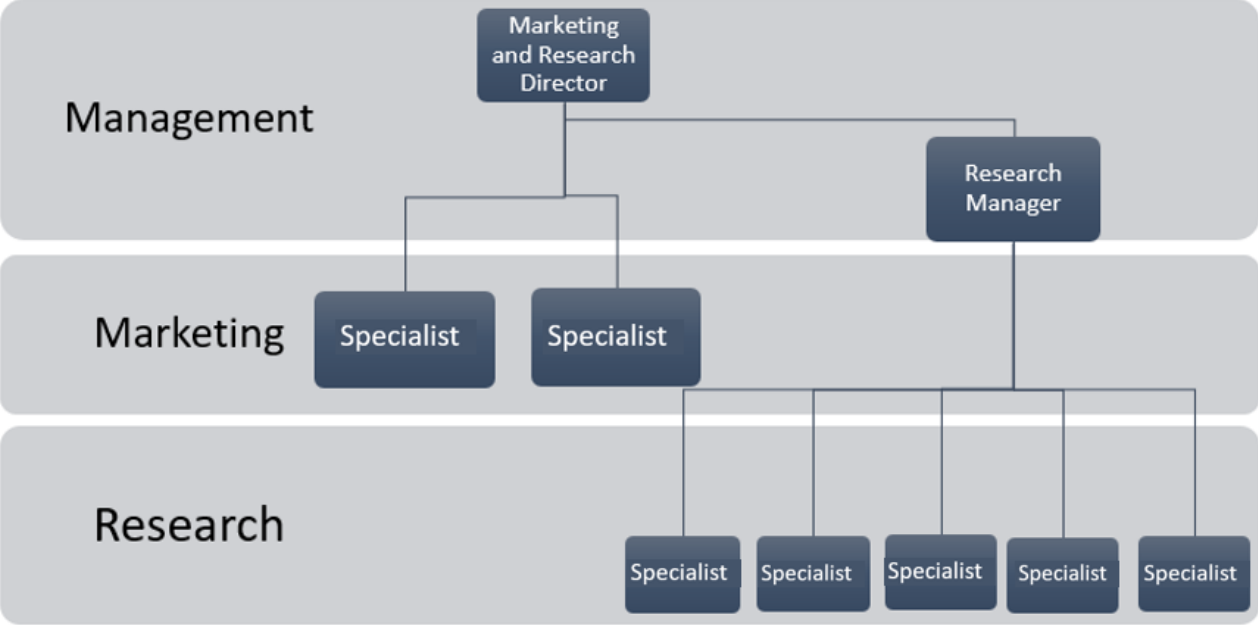 Marketing
and Research
Director
Management
Research
Manager
Marketing
Specialist
Specialist
Research
Specialist
Specialist
Specialist
Specialist
Specialist